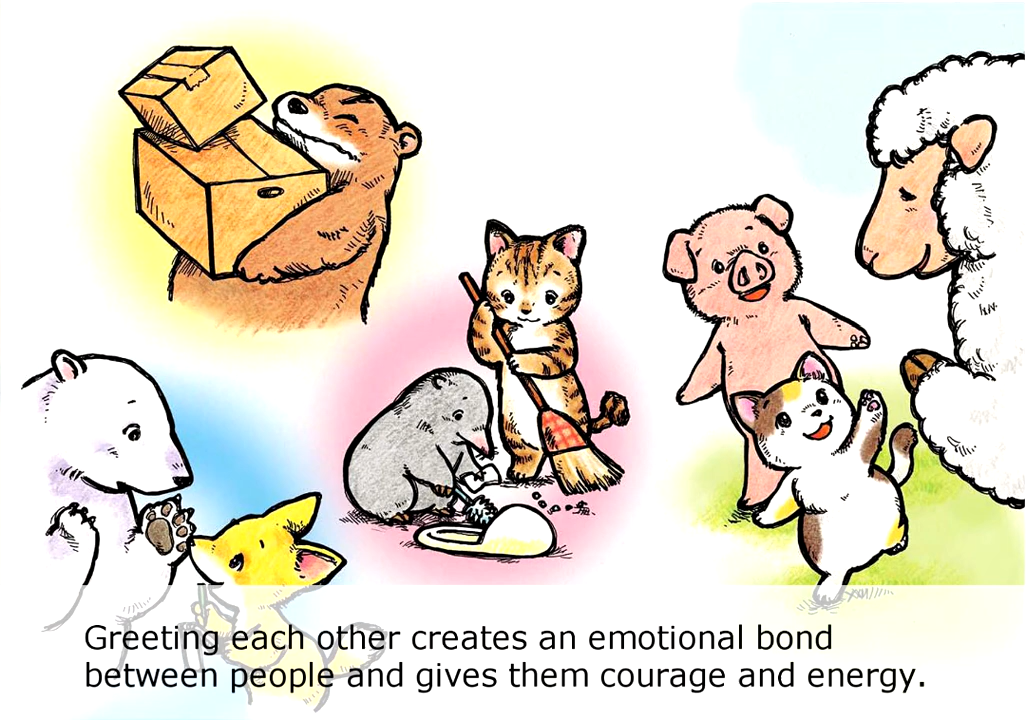 Greeting each other creates an emotional bond
between people and gives them courage and energy.